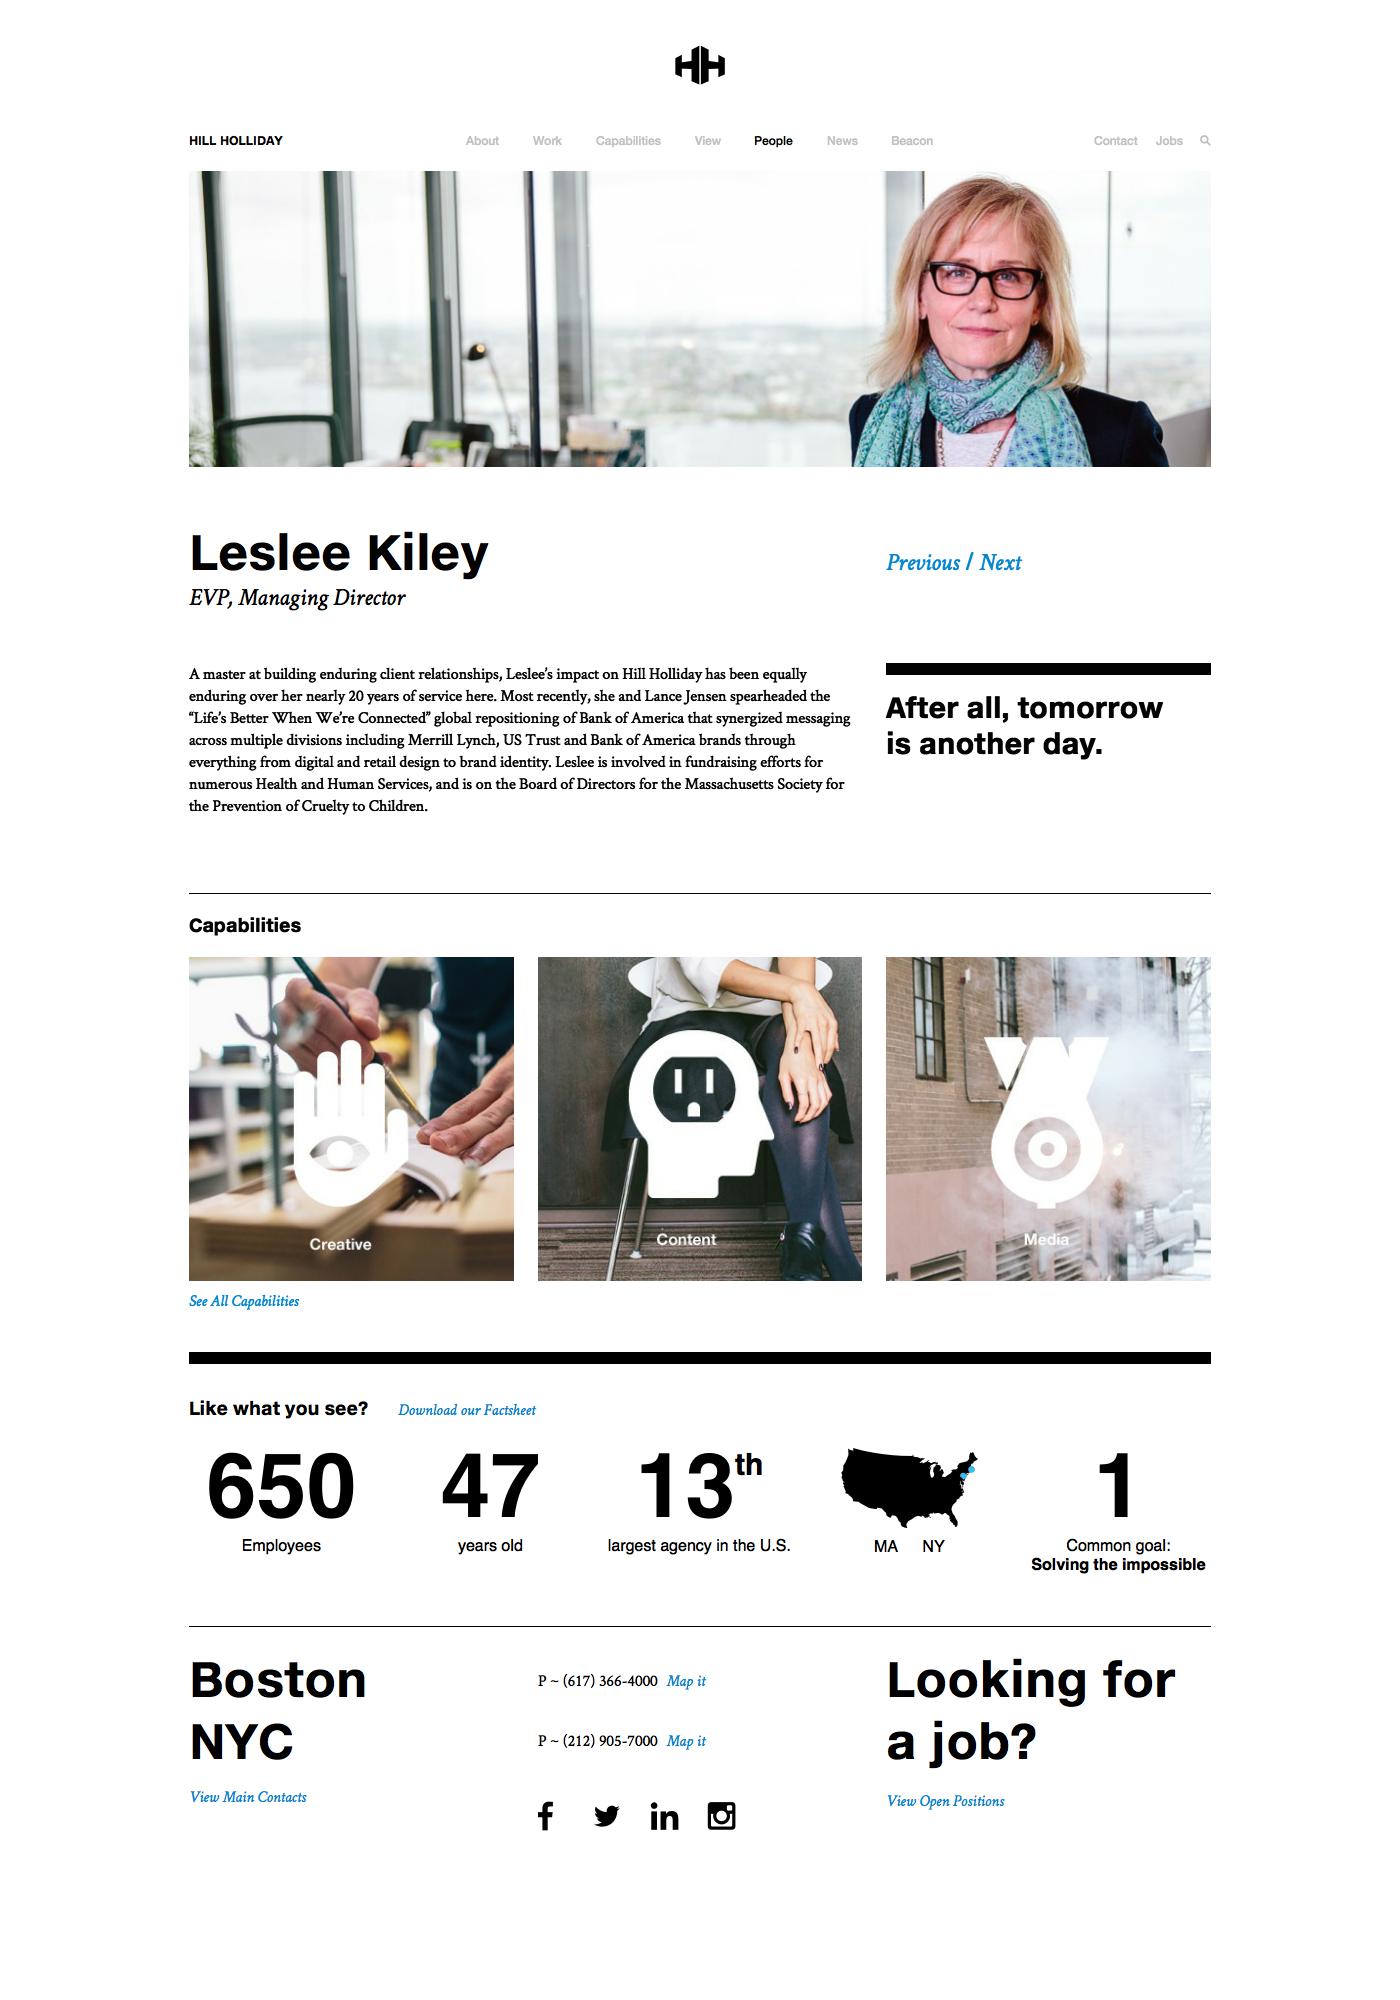 HILL HOLLIDAY
About Work Capabilities View People News Beacon
Contact Jobs
Leslee Kiley
EVP, Managing Director
Previous / Next
A master at building enduring client relationships, Leslee’s impact on Hill Holliday has been equally
enduring over her nearly 20 years of service here. Most recently, she and Lance Jensen spearheaded the
“Life’s Better When We’re Connected” global repositioning of Bank of America that synergized messaging
across multiple divisions including Merrill Lynch, US Trust and Bank of America brands through
everything from digital and retail design to brand identity. Leslee is involved in fundraising efforts for
numerous Health and Human Services, and is on the Board of Directors for the Massachusetts Society for
the Prevention of Cruelty to Children.
After all, tomorrow
is another day.
Capabilities
Creative
Content
Media
See All Capabilities
Like what you see?
Download our Factsheet
650
Employees
47
years old
13th
largest agency in the U.S.
MA NY
1
Common goal:
Solving the impossible
Boston
NYC
View Main Contacts
P ~ (617) 366-4000 Map it
P ~ (212) 905-7000 Map it
Looking for
a job?
View Open Positions